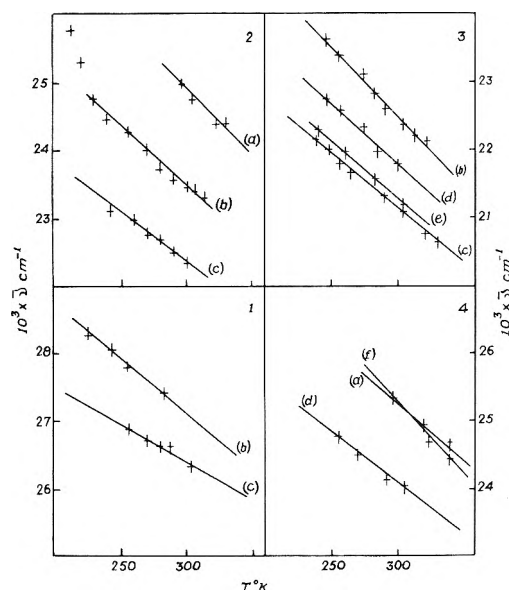 2
3
25
24
23
(a)
(b)
(c)
23
22
21
(b)
(d)
(e)
(c)
10³ × ν̄ cm⁻¹
10³ × ν̄ cm⁻¹
1
4
28
27
26
(b)
(c)
26
25
24
(f)
(a)
(d)
250
300
250
300
T°K